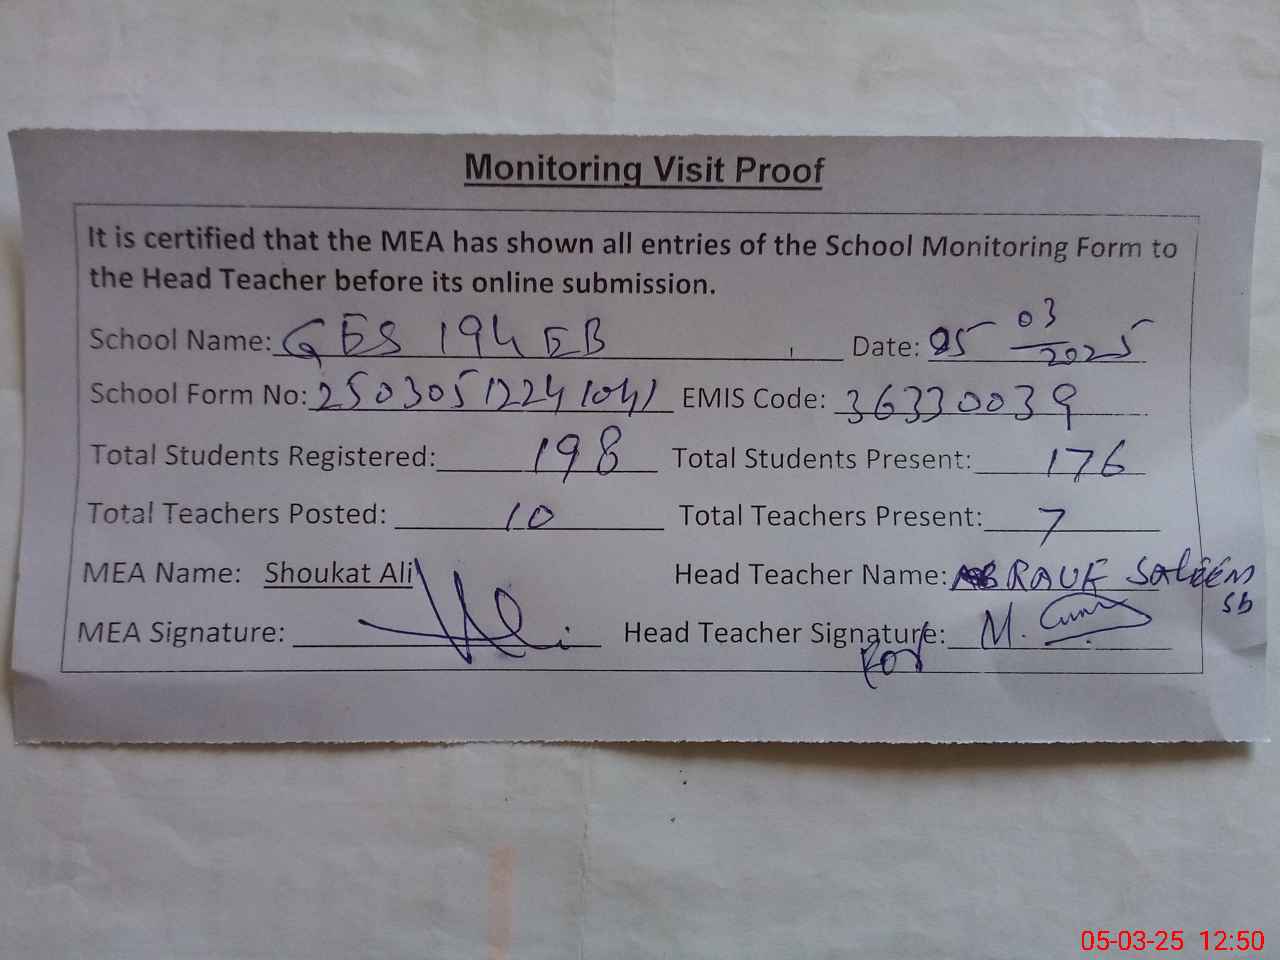 Monitoring Visit Proof
It is certified that the MEA has shown all entries of the School Monitoring Form to
the Head Teacher before its online submission.
School Name: GES 194 EB Date: 05 03/2025
School Form No: 25030512241041 EMIS Code: 36330039
Total Students Registered: 198 Total Students Present: 176
Total Teachers Posted: 10 Total Teachers Present: 7
MEA Name: Shoukat Ali Head Teacher Name: AB RAUF Saleem
Sb
MEA Signature: Head Teacher Signature: M.
For
05-03-25 12:50